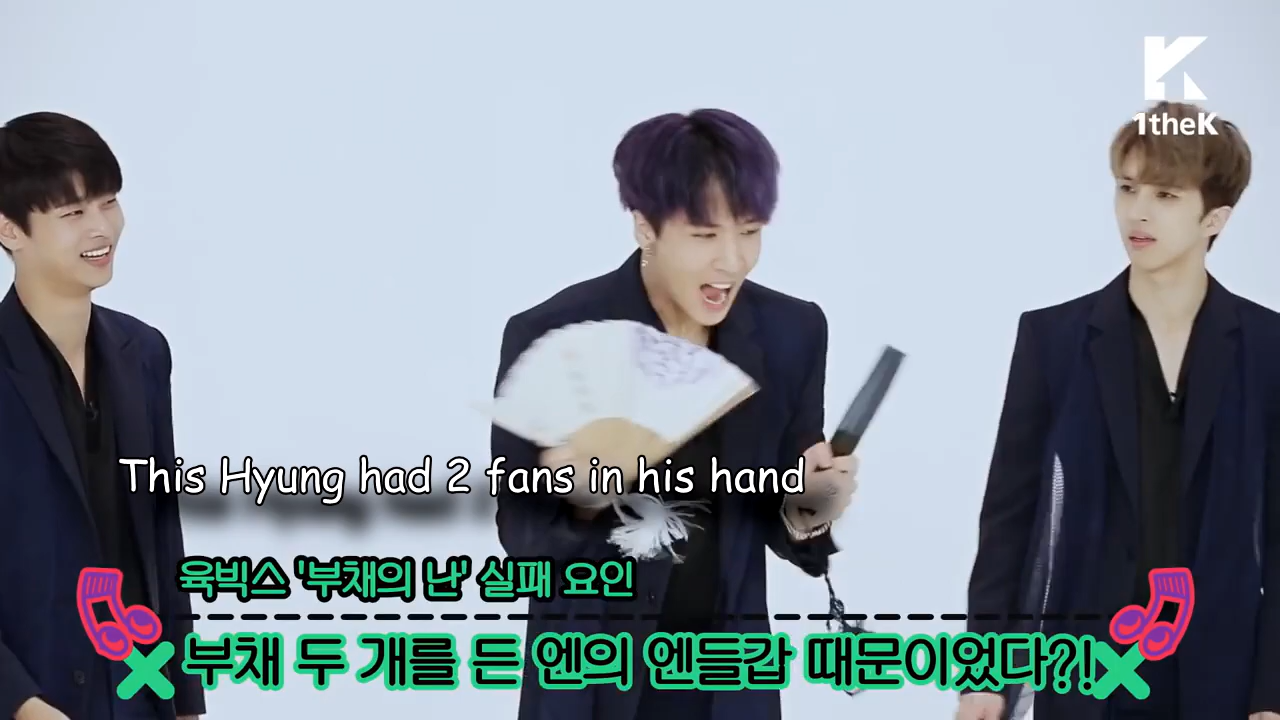 1theK
This Hyung had 2 fans in his hand
육빅스 '부채의 난' 실패 요인
부채 두 개를 든 엔의 엔들갑 때문이었다?!